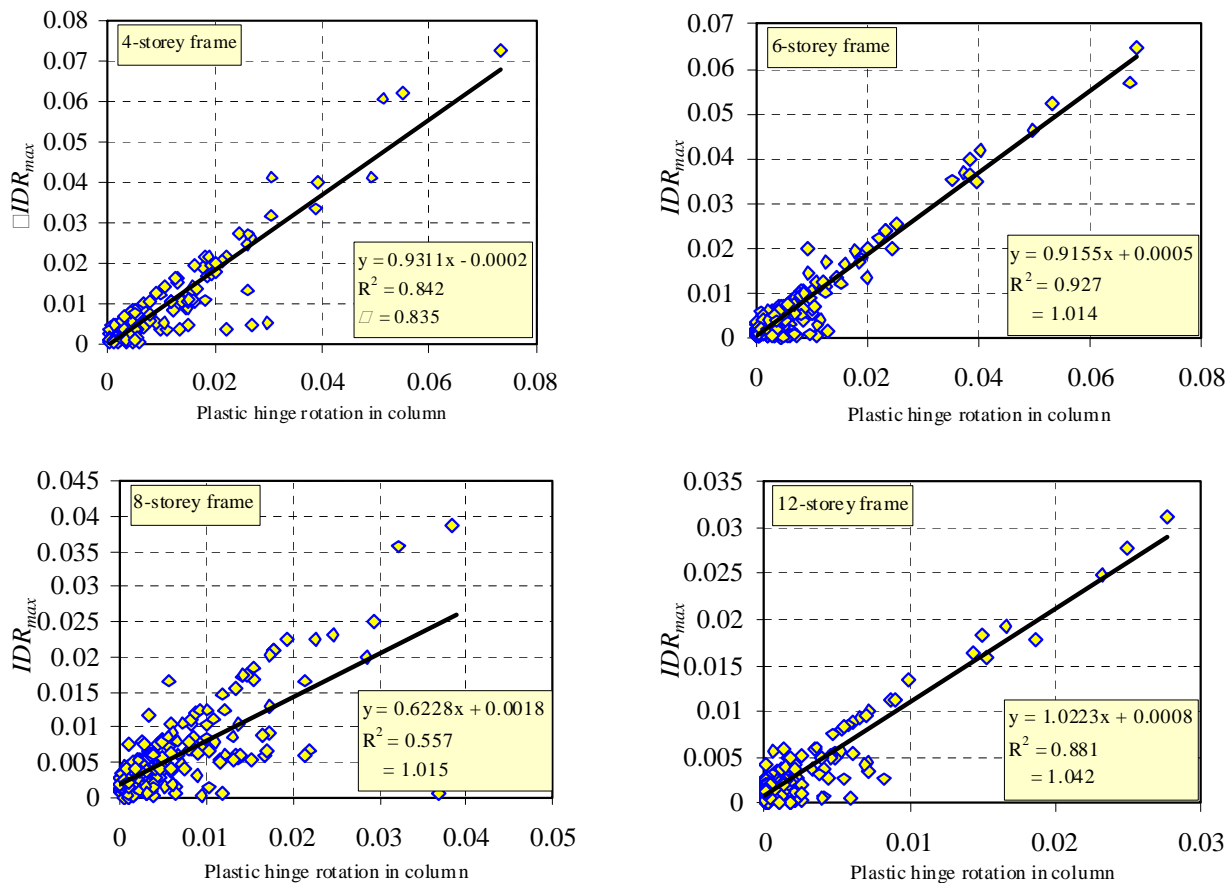 4-storey frame
0.08
0.07
0.06
0.05
0.04
0.03
0.02
0.01
0
□IDRmax
y = 0.9311x - 0.0002
R² = 0.842
□ = 0.835
0 0.02 0.04 0.06 0.08
Plastic hinge rotation in column
6-storey frame
0.07
0.06
0.05
0.04
0.03
0.02
0.01
0
IDRmax
y = 0.9155x + 0.0005
R² = 0.927
= 1.014
0 0.02 0.04 0.06 0.08
Plastic hinge rotation in column
8-storey frame
0.045
0.04
0.035
0.03
0.025
0.02
0.015
0.01
0.005
0
IDRmax
y = 0.6228x + 0.0018
R² = 0.557
= 1.015
0 0.01 0.02 0.03 0.04 0.05
Plastic hinge rotation in column
12-storey frame
0.035
0.03
0.025
0.02
0.015
0.01
0.005
0
IDRmax
y = 1.0223x + 0.0008
R² = 0.881
= 1.042
0 0.01 0.02 0.03
Plastic hinge rotation in column